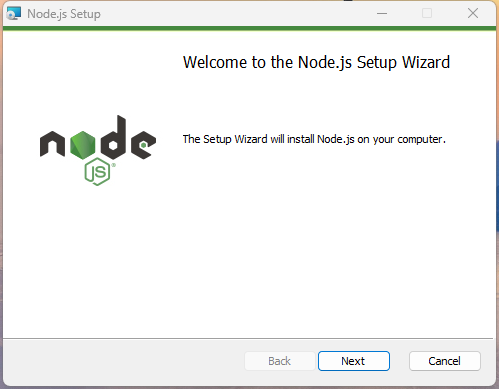 Node.js Setup
Welcome to the Node.js Setup Wizard
node
JS®
The Setup Wizard will install Node.js on your computer.
Back
Next
Cancel